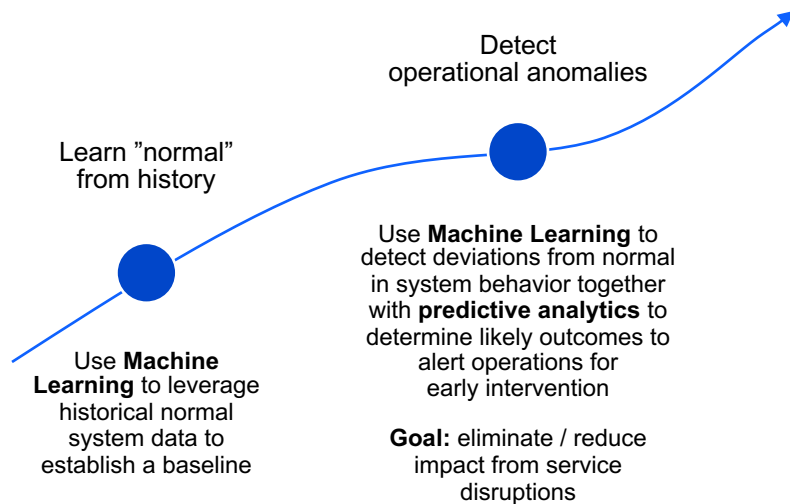 Learn ”normal”
from history
Use Machine
Learning to leverage
historical normal
system data to
establish a baseline
Detect
operational anomalies
Use Machine Learning to
detect deviations from normal
in system behavior together
with predictive analytics to
determine likely outcomes to
alert operations for
early intervention
Goal: eliminate / reduce
impact from service
disruptions